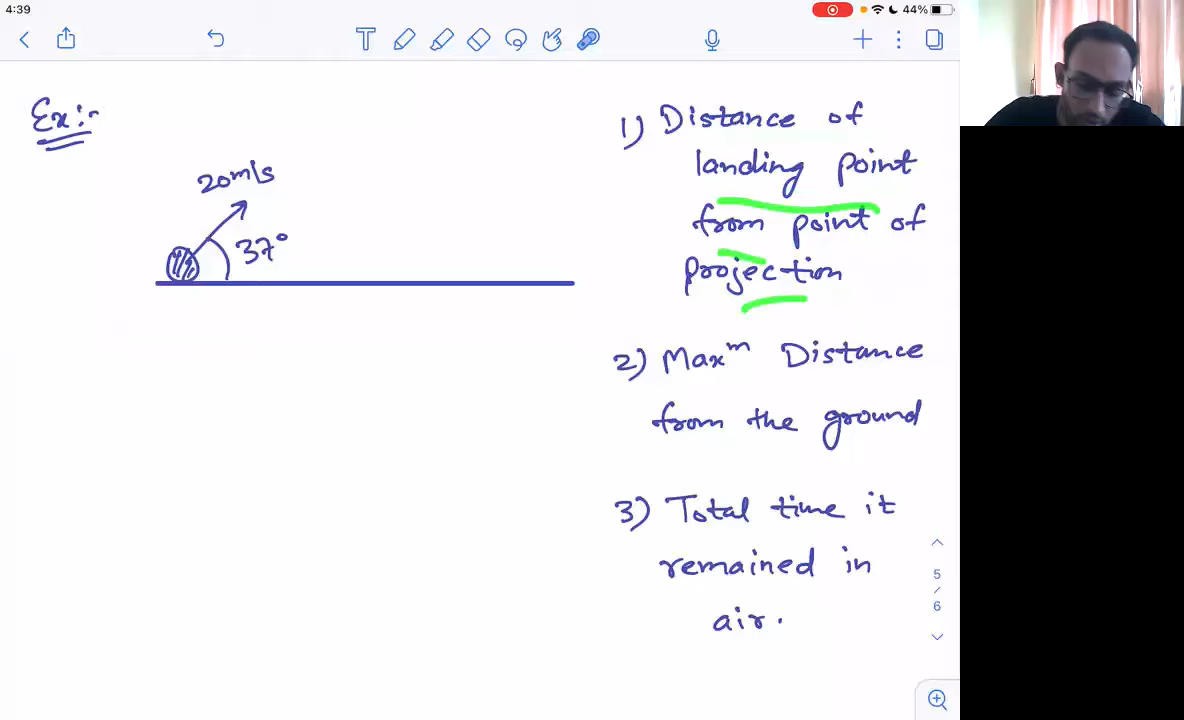 4:39
44%
Ex:-
20m/s
37°
1) Distance of
landing point
from point of
projection
2) Maxᵐ Distance
from the ground
3) Total time it
remained in
air.
5
/
6